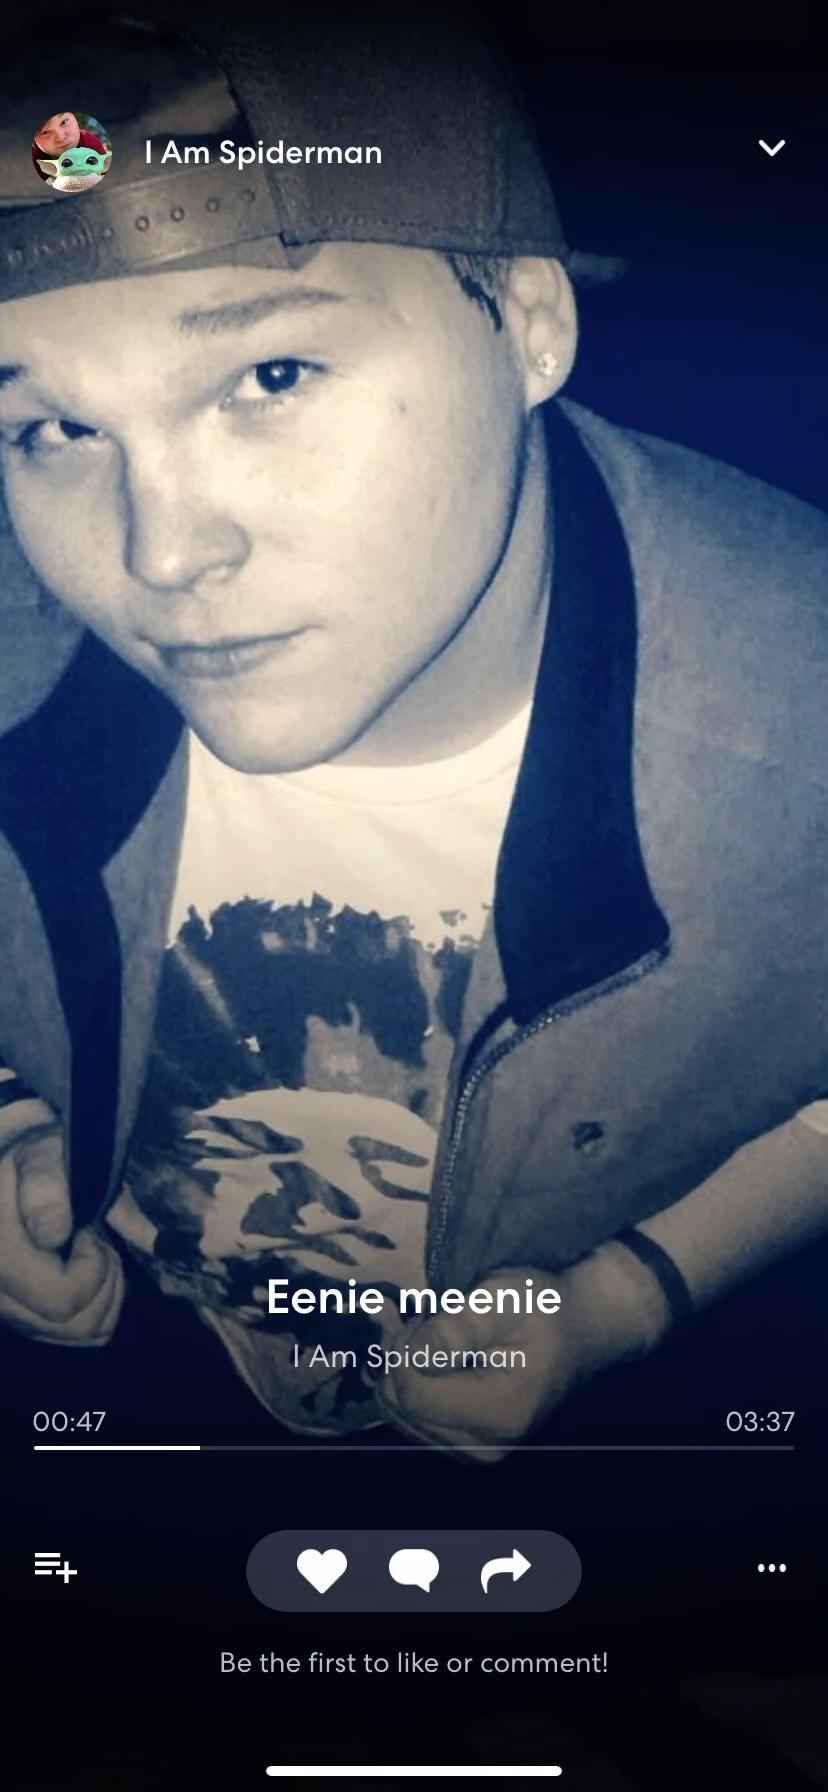 I Am Spiderman
Eenie meenie
I Am Spiderman
00:47 03:37
Be the first to like or comment!